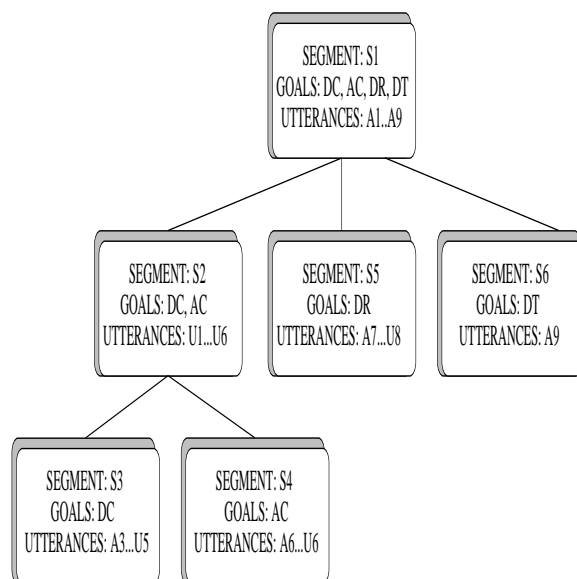 SEGMENT: S1
GOALS: DC, AC, DR, DT
UTTERANCES: A1..A9
SEGMENT: S2
GOALS: DC, AC
UTTERANCES: U1...U6
SEGMENT: S5
GOALS: DR
UTTERANCES: A7...U8
SEGMENT: S6
GOALS: DT
UTTERANCES: A9
SEGMENT: S3
GOALS: DC
UTTERANCES: A3...U5
SEGMENT: S4
GOALS: AC
UTTERANCES: A6...U6